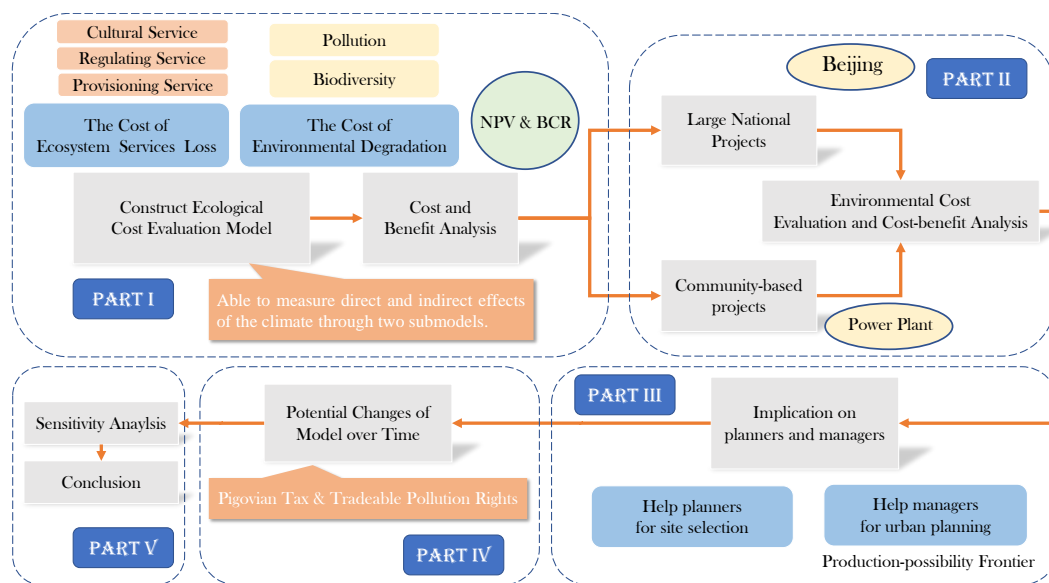 Cultural Service
Regulating Service
Provisioning Service
Pollution
Biodiversity
The Cost of
Ecosystem Services Loss
The Cost of
Environmental Degradation
NPV & BCR
Construct Ecological
Cost Evaluation Model
Cost and
Benefit Analysis
PART I
Able to measure direct and indirect effects
of the climate through two submodels.
Beijing
PART II
Large National
Projects
Environmental Cost
Evaluation and Cost-benefit Analysis
Community-based
projects
Power Plant
PART III
Implication on
planners and managers
Help planners
for site selection
Help managers
for urban planning
Production-possibility Frontier
Potential Changes of
Model over Time
Pigovian Tax & Tradeable Pollution Rights
PART IV
Sensitivity Anaylsis
Conclusion
PART V